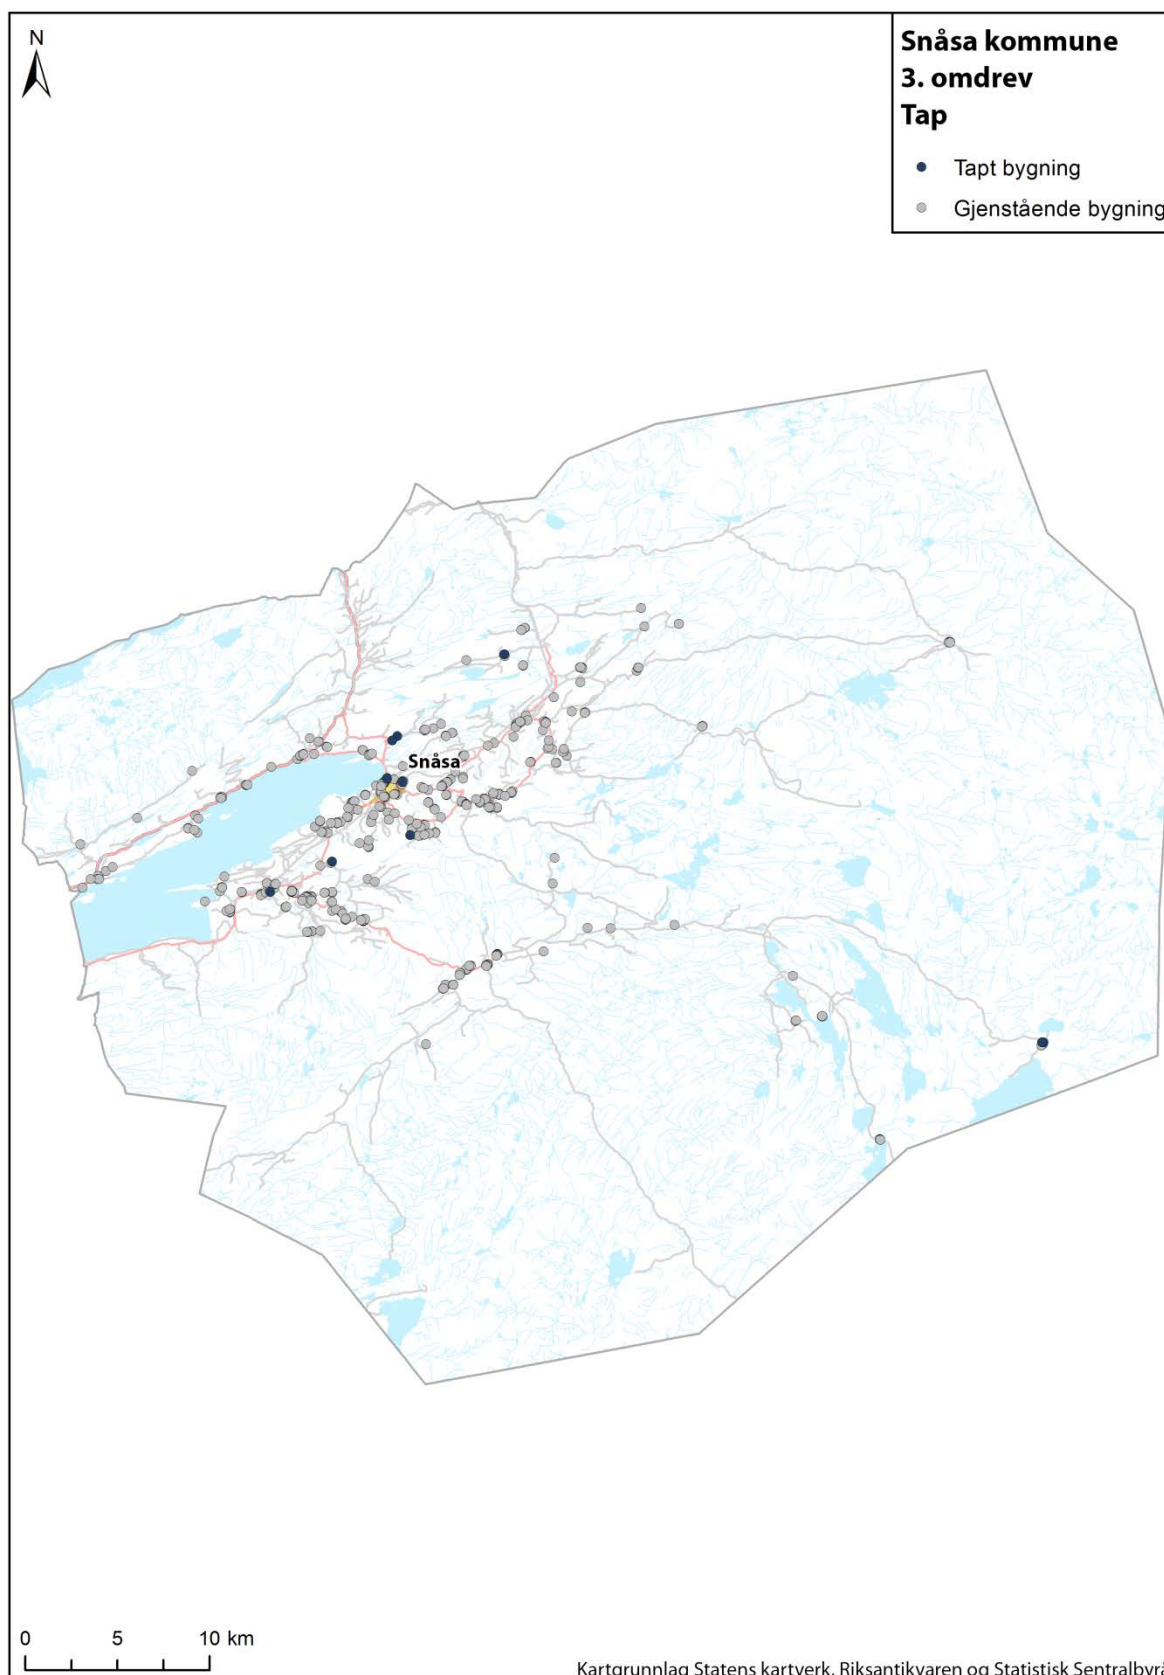 N
Snåsa kommune
3. omdrev
Tap
Tapt bygning
Gjenstående bygning
Snåsa
0 5 10 km
Kartgrunnlag Statens kartverk, Riksantikvaren og Statistisk Sentralbyrå